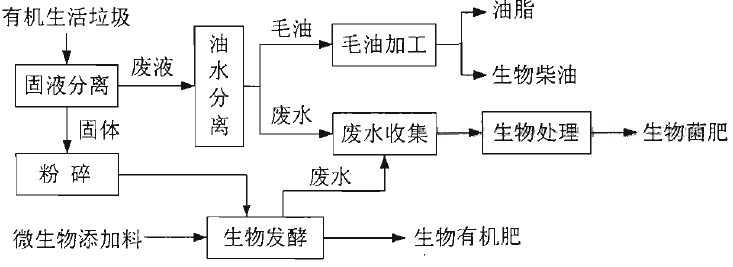 有机生活垃圾
固液分离
废液
油水分离
毛油
毛油加工
油脂
生物柴油
废水
废水收集
生物处理
生物菌肥
固体
粉碎
废水
微生物添加料
生物发酵
生物有机肥